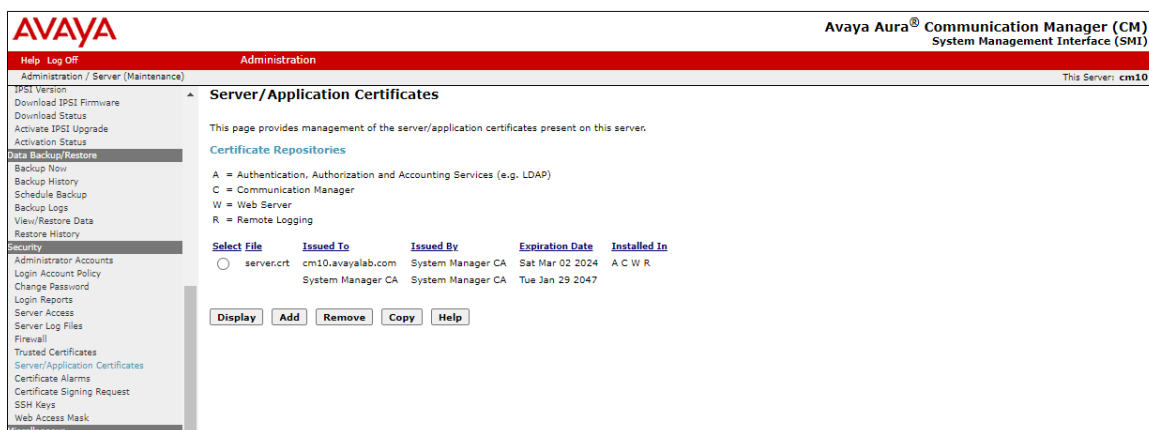 AVAYA
Avaya Aura® Communication Manager (CM)
System Management Interface (SMI)
Help Log Off Administration
Administration / Server (Maintenance) This Server: cm10
IPSI Version
Download IPSI Firmware
Download Status
Activate IPSI Upgrade
Activation Status
Data Backup/Restore
Backup Now
Backup History
Schedule Backup
Backup Logs
View/Restore Data
Restore History
Security
Administrator Accounts
Login Account Policy
Change Password
Login Reports
Server Access
Server Log Files
Firewall
Trusted Certificates
Server/Application Certificates
Certificate Alarms
Certificate Signing Request
SSH Keys
Web Access Mask
Miscellaneous
Server/Application Certificates
This page provides management of the server/application certificates present on this server.
Certificate Repositories
A = Authentication, Authorization and Accounting Services (e.g. LDAP)
C = Communication Manager
W = Web Server
R = Remote Logging
Select File Issued To Issued By Expiration Date Installed In
server.crt cm10.avayalab.com System Manager CA Sat Mar 02 2024 A C W R
System Manager CA System Manager CA Tue Jan 29 2047
Display Add Remove Copy Help